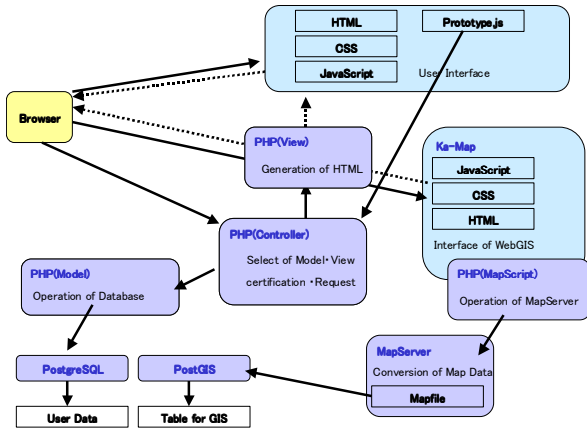 HTML
Prototype.js
CSS
JavaScript
User Interface
Browser
PHP(View)
Generation of HTML
Ka-Map
JavaScript
CSS
HTML
Interface of WebGIS
PHP(Controller)
Select of Model・View
certification ・Request
PHP(Model)
Operation of Database
PHP(MapScript)
Operation of MapServer
MapServer
Conversion of Map Data
Mapfile
PostgreSQL
PostGIS
User Data
Table for GIS